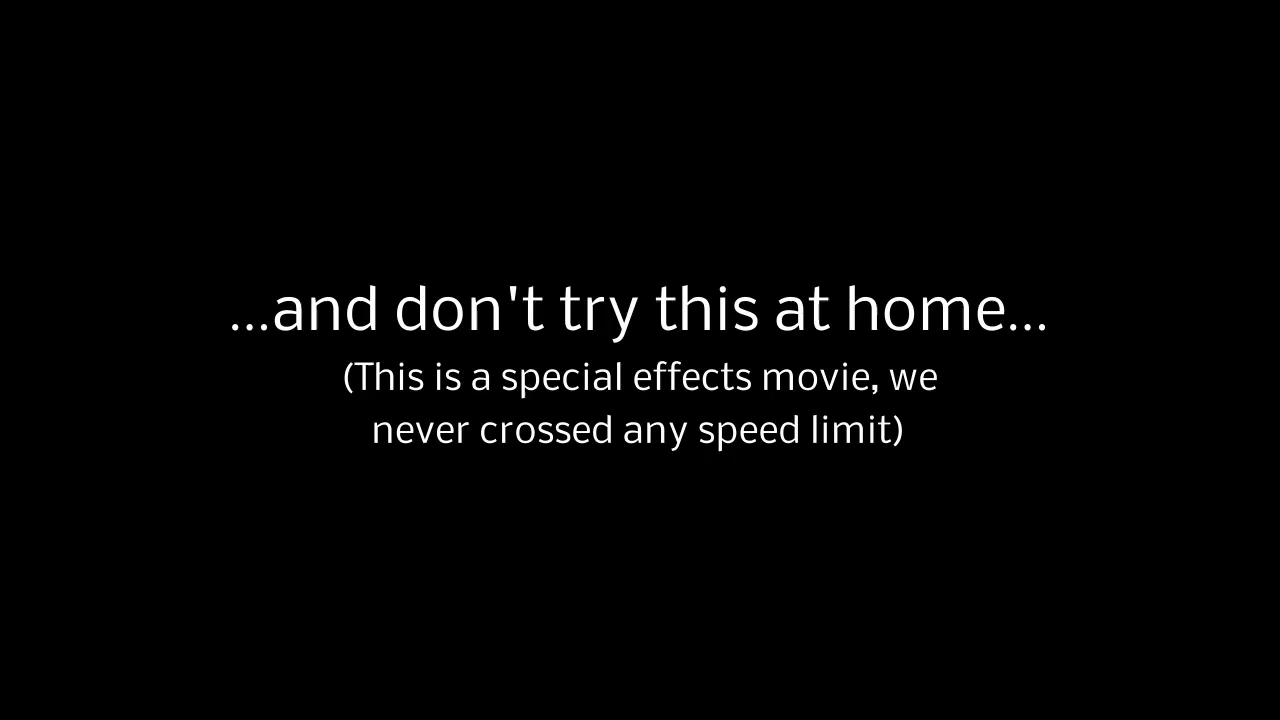 ...and don't try this at home...
(This is a special effects movie, we
never crossed any speed limit)